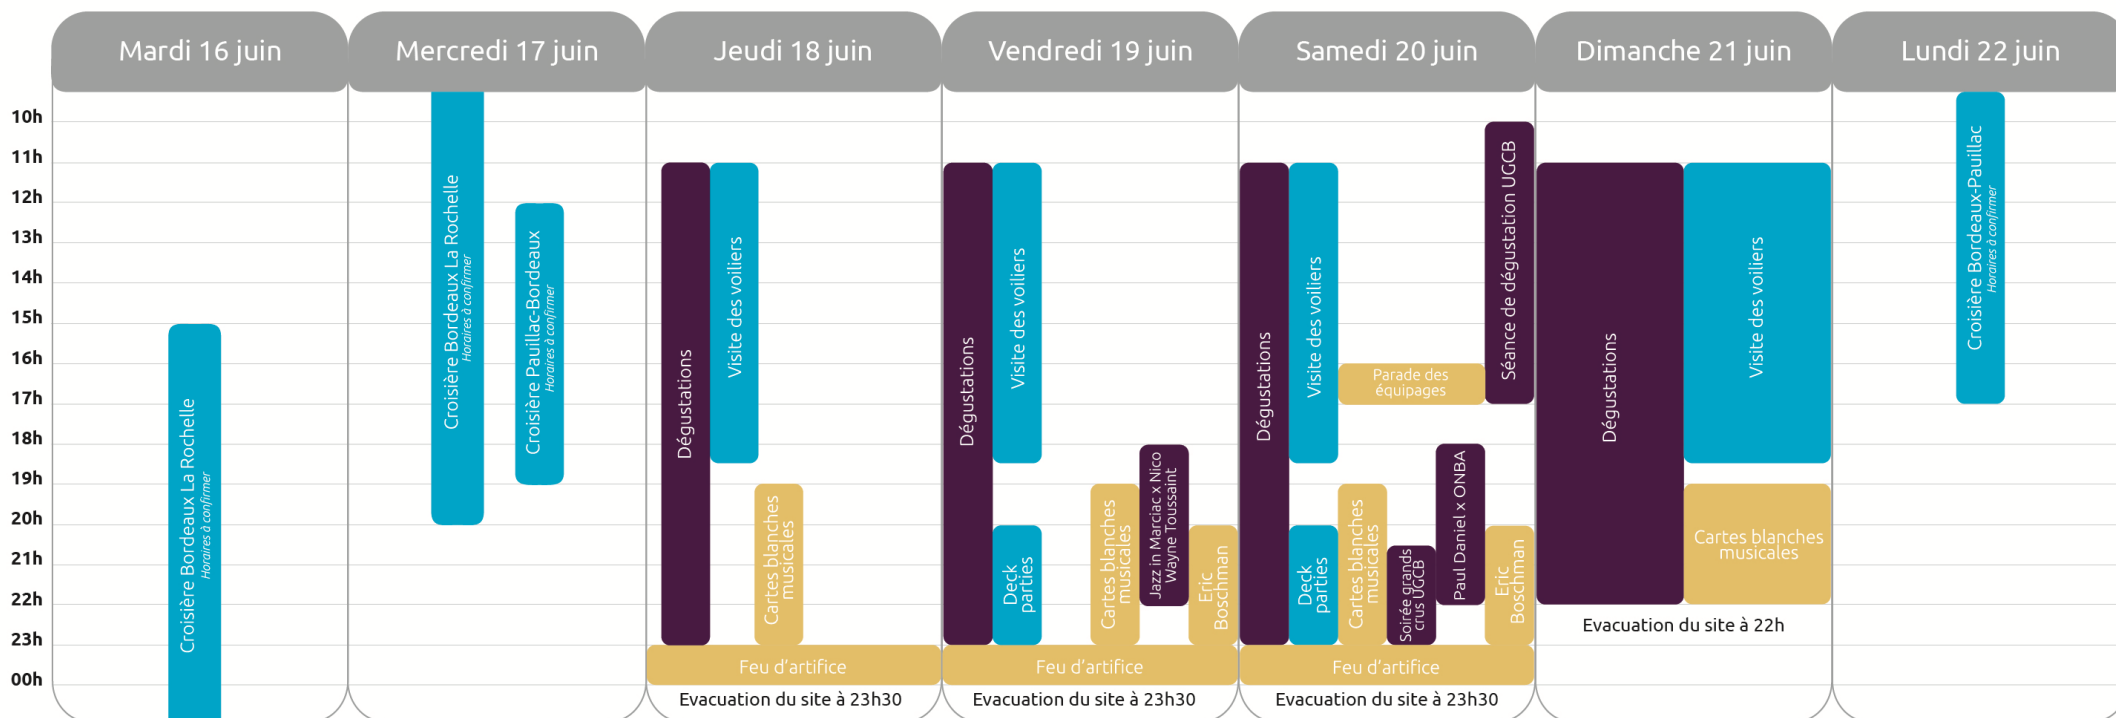 Mardi 16 juin
Mercredi 17 juin
Jeudi 18 juin
Vendredi 19 juin
Samedi 20 juin
Dimanche 21 juin
Lundi 22 juin
10h
11h
12h
13h
14h
15h
16h
17h
18h
19h
20h
21h
22h
23h
00h
Croisière Bordeaux La Rochelle
Horaires à confirmer
Croisière Bordeaux La Rochelle
Horaires à confirmer
Croisière Pauillac-Bordeaux
Horaires à confirmer
Dégustations
Visite des voiliers
Cartes blanches
musicales
Feu d'artifice
Evacuation du site à 23h30
Dégustations
Visite des voiliers
Deck
parties
Cartes blanches
musicales
Jazz in Marciac x Nico
Wayne Toussaint
Eric
Boschman
Feu d'artifice
Evacuation du site à 23h30
Dégustations
Visite des voiliers
Parade des
équipages
Séance de dégustation UGCB
Deck
parties
Cartes blanches
musicales
Soirée grands
crus UGCB
Paul Daniel x ONBA
Eric
Boschman
Feu d'artifice
Evacuation du site à 23h30
Dégustations
Visite des voiliers
Cartes blanches
musicales
Evacuation du site à 22h
Croisière Bordeaux-Pauillac
Horaires à confirmer